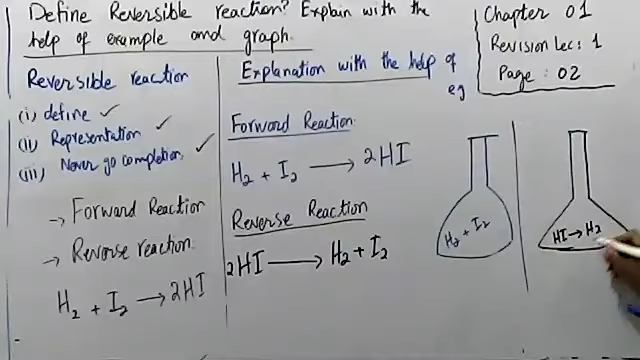 Define Reversible reaction? Explain with the
help of example and graph.
Chapter 01
Revision Lec: 1
Page: 02
Reversible reaction
(i) define ✓
(ii) Representation ✓
(iii) Never go completion. ✓
→ Forward Reaction
→ Reverse reaction.
H₂ + I₂ → 2HI
Explanation with the help of
eg
Forward Reaction
H₂ + I₂ → 2HI
Reverse Reaction
2HI → H₂ + I₂
H₂ + I₂
HI → H₂